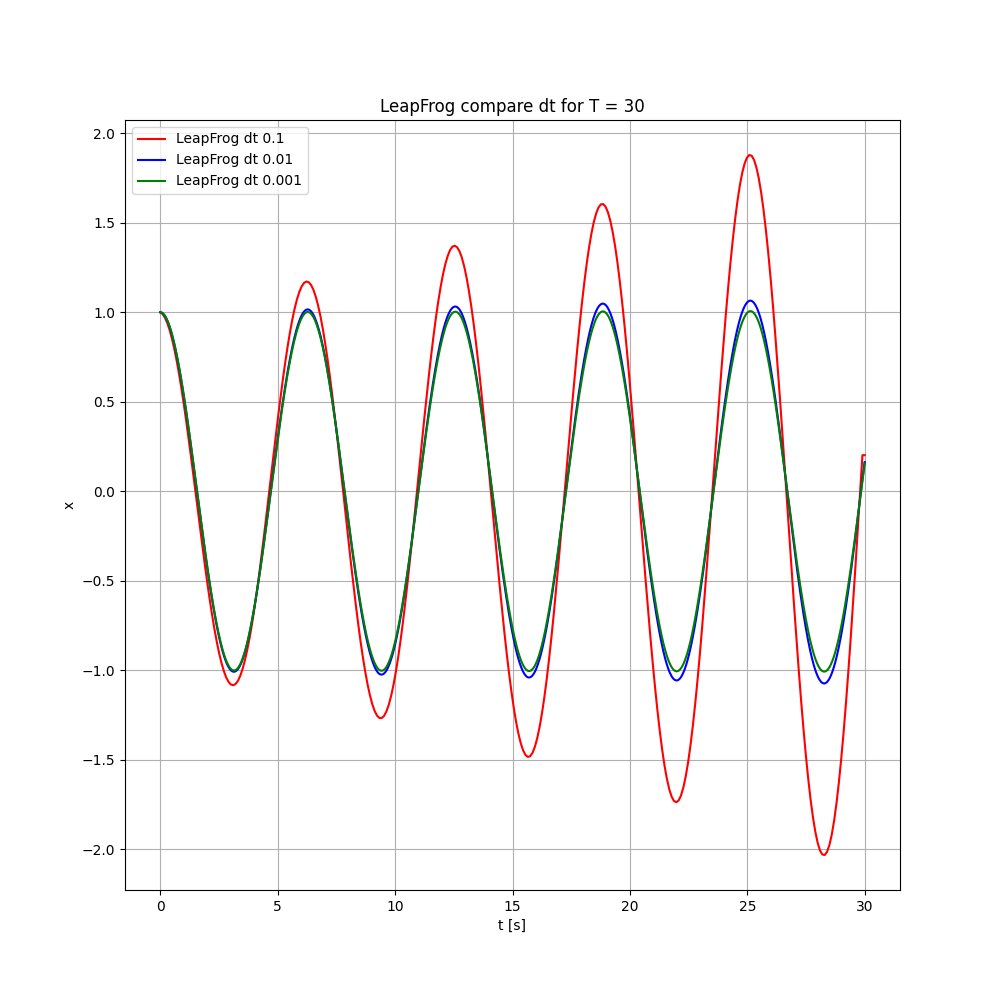 LeapFrog compare dt for T = 30
LeapFrog dt 0.1
LeapFrog dt 0.01
LeapFrog dt 0.001
2.0
1.5
1.0
0.5
0.0
−0.5
−1.0
−1.5
−2.0
x
0 5 10 15 20 25 30
t [s]